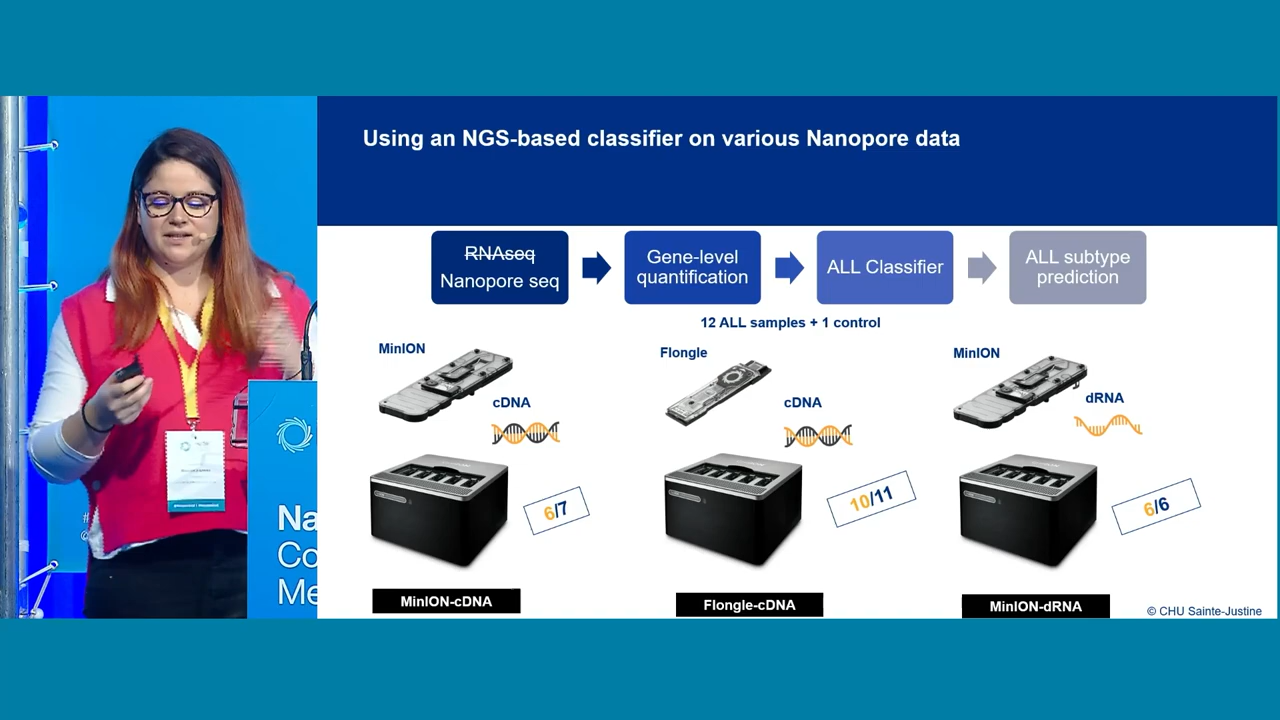 Using an NGS-based classifier on various Nanopore data
RNAseq
Nanopore seq
Gene-level
quantification
ALL Classifier
ALL subtype
prediction
12 ALL samples + 1 control
MinION
cDNA
6/7
MinION-cDNA
Flongle
cDNA
10/11
Flongle-cDNA
MinION
dRNA
6/6
MinION-dRNA
© CHU Sainte-Justine
Na
Co
Me